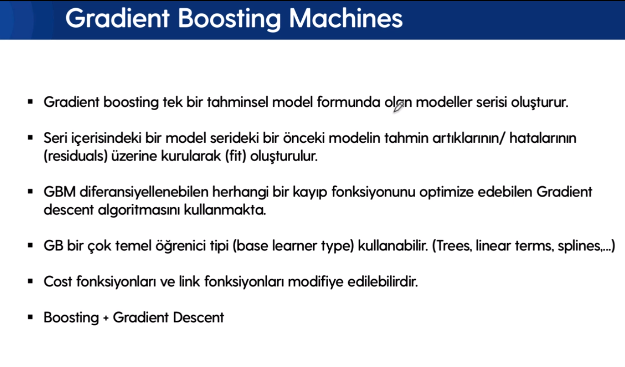 Gradient Boosting Machines
▪ Gradient boosting tek bir tahminsel model formunda olan modeller serisi oluşturur.
▪ Seri içerisindeki bir model serideki bir önceki modelin tahmin artıklarının/ hatalarının
(residuals) üzerine kurularak (fit) oluşturulur.
▪ GBM diferansiyellenebilen herhangi bir kayıp fonksiyonunu optimize edebilen Gradient
descent algoritmasını kullanmakta.
▪ GB bir çok temel öğrenici tipi (base learner type) kullanabilir. (Trees, linear terms, splines,...)
▪ Cost fonksiyonları ve link fonksiyonları modifiye edilebilirdir.
▪ Boosting + Gradient Descent